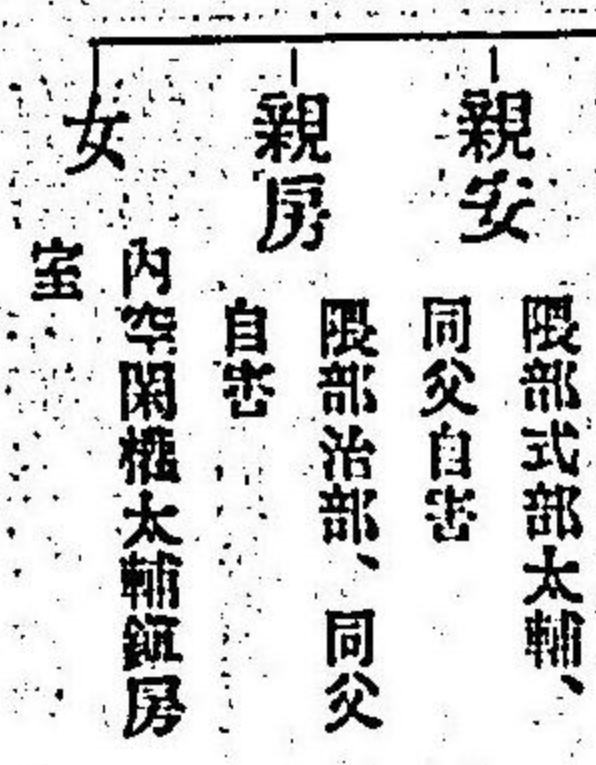 親安
隈部式部太輔、
同父自害
親房
隈部治部、同父
自害
女
内空閑権太輔鎮房
室